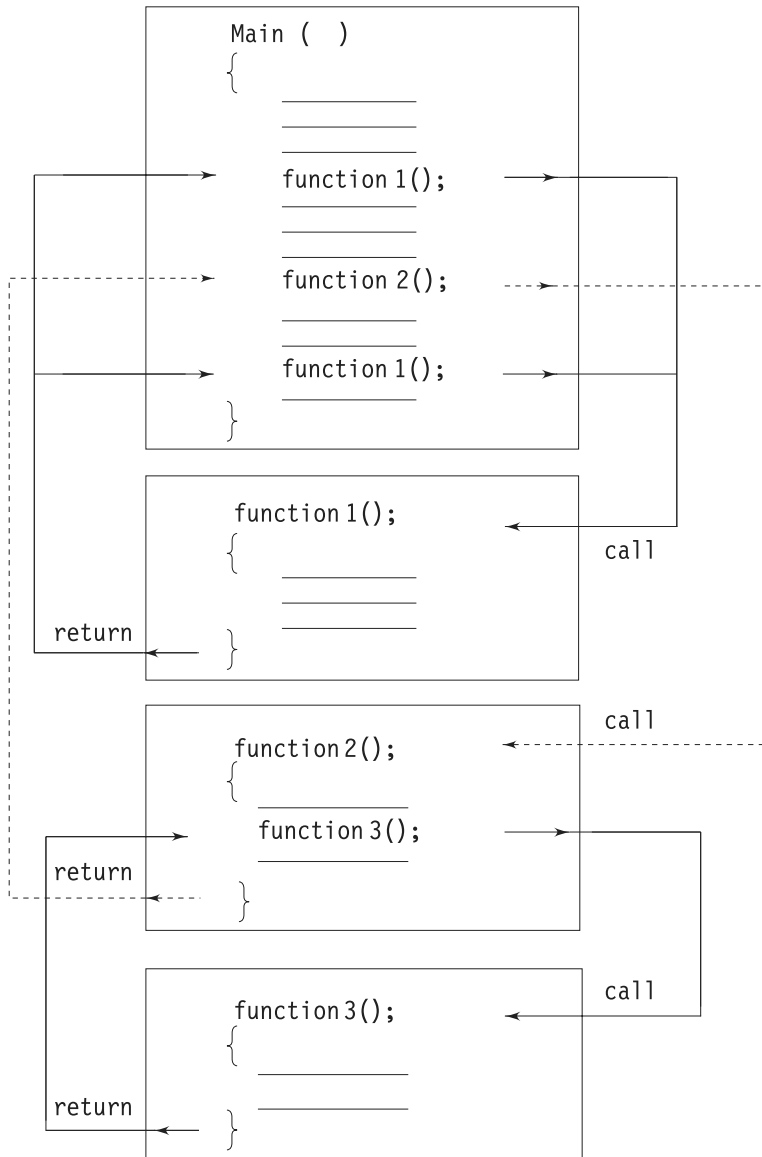 Main ( )
{
function 1();
function 2();
function 1();
}
function 1();
{
call
return
}
call
function 2();
{
function 3();
return
}
call
function 3();
{
return
}